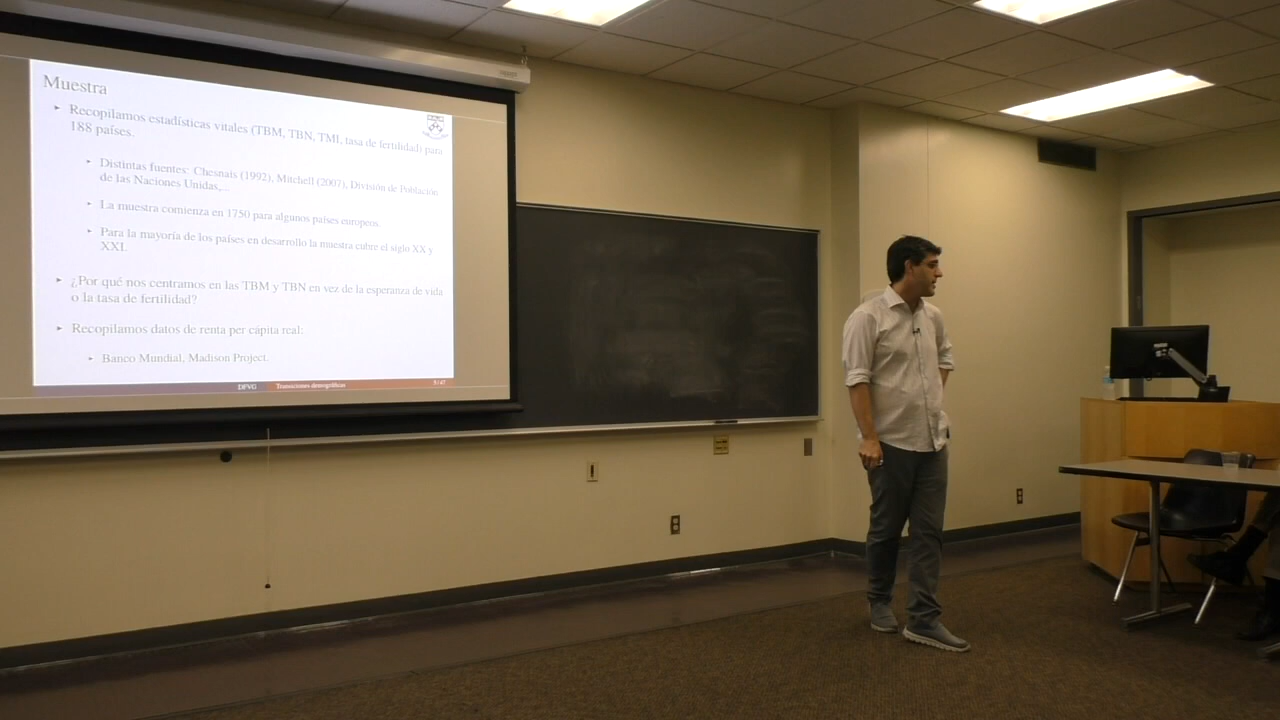 Muestra
Recopilamos estadísticas vitales (TBM, TBN, TMI, tasa de fertilidad) para
188 países.
Distintas fuentes: Chesnais (1992), Mitchell (2007), División de Población
de las Naciones Unidas,...
La muestra comienza en 1750 para algunos países europeos.
Para la mayoría de los países en desarrollo la muestra cubre el siglo XX y
XXI.
¿Por qué nos centramos en las TBM y TBN en vez de la esperanza de vida
o la tasa de fertilidad?
Recopilamos datos de renta per cápita real:
Banco Mundial, Madison Project.
DFVG Transiciones demográficas